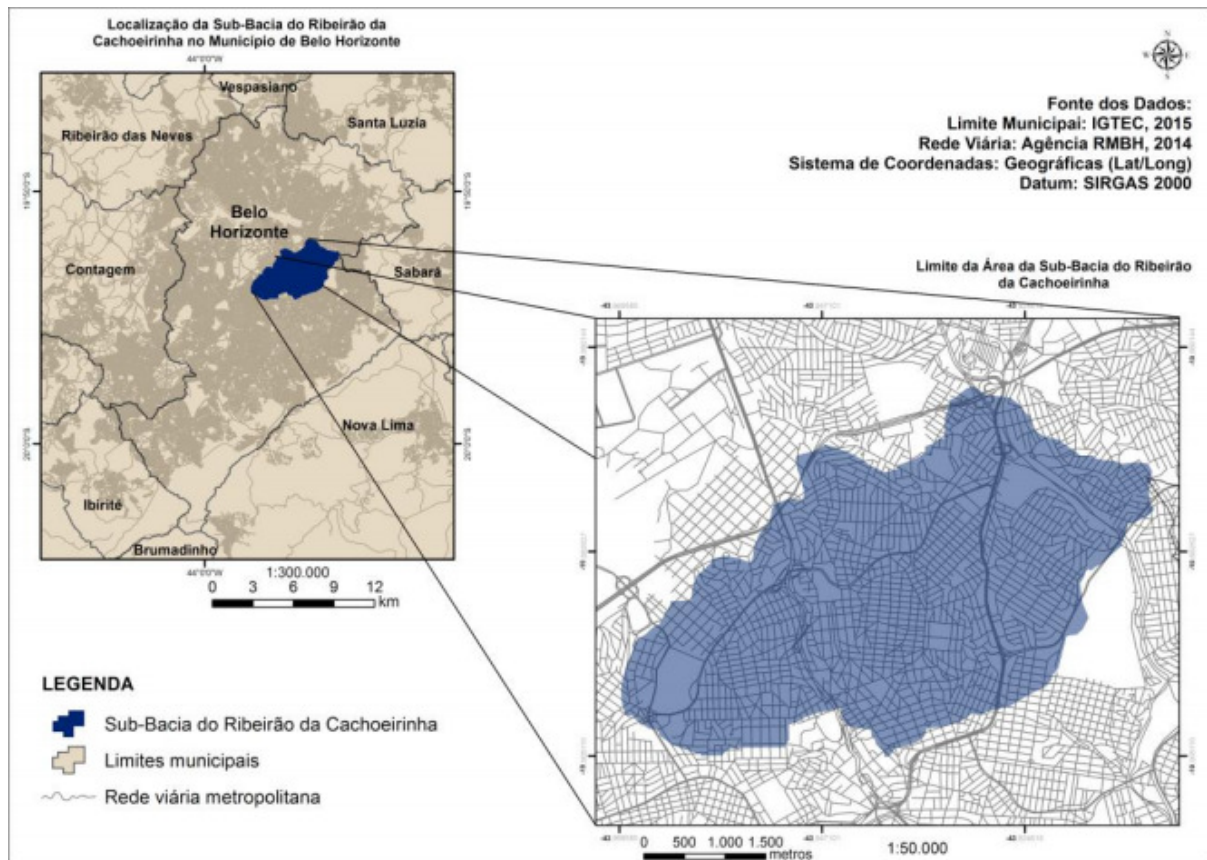 Localização da Sub-Bacia do Ribeirão da
Cachoeirinha no Município de Belo Horizonte
44°0'0"W
Vespasiano
Ribeirão das Neves
Santa Luzia
19°50'0"S
19°50'0"S
Belo
Horizonte
Contagem
Sabará
Nova Lima
20°0'0"S
20°0'0"S
Ibirité
Brumadinho
44°0'0"W
1:300.000
0 3 6 9 12
km
N
W E
S
Fonte dos Dados:
Limite Municipal: IGTEC, 2015
Rede Viária: Agência RMBH, 2014
Sistema de Coordenadas: Geográficas (Lat/Long)
Datum: SIRGAS 2000
Limite da Área da Sub-Bacia do Ribeirão
da Cachoeirinha
0 500 1.000 1.500
metros
1:50.000
LEGENDA
Sub-Bacia do Ribeirão da Cachoeirinha
Limites municipais
Rede viária metropolitana